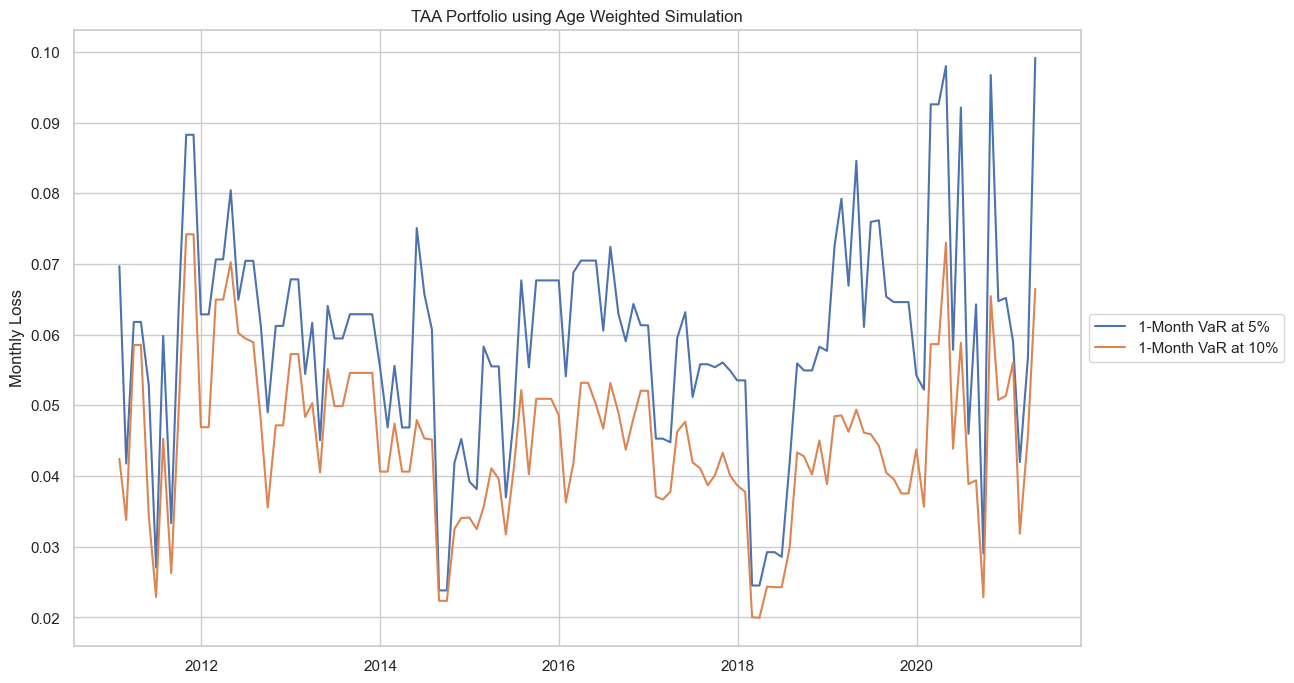 TAA Portfolio using Age Weighted Simulation
0.10
0.09
0.08
0.07
0.06
0.05
0.04
0.03
0.02
Monthly Loss
2012 2014 2016 2018 2020
1-Month VaR at 5%
1-Month VaR at 10%